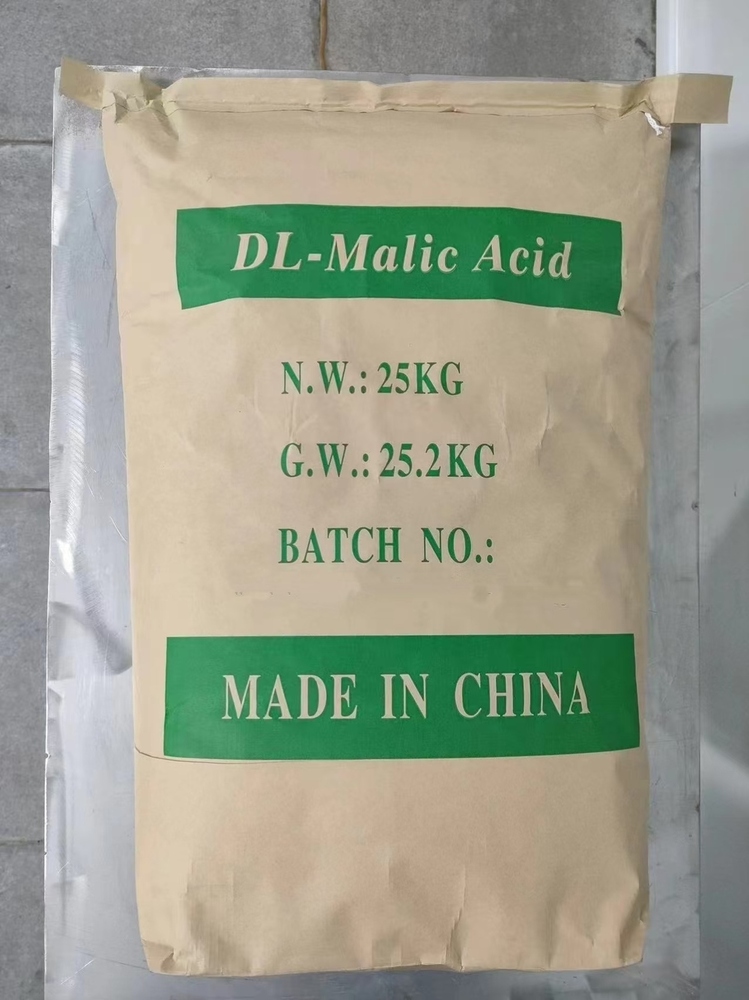 DL-Malic Acid
N.W.: 25KG
G.W.: 25.2KG
BATCH NO.:
MADE IN CHINA